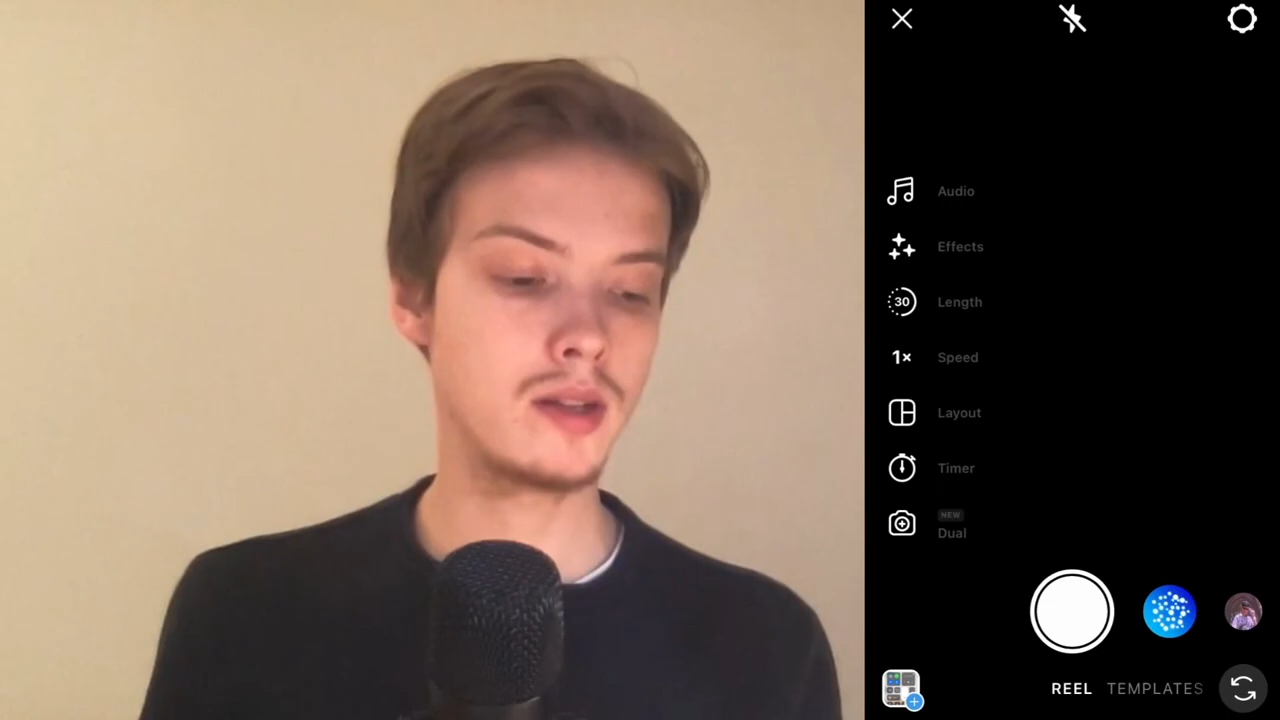 Audio
Effects
30 Length
1× Speed
Layout
Timer
NEW
Dual
REEL TEMPLATES